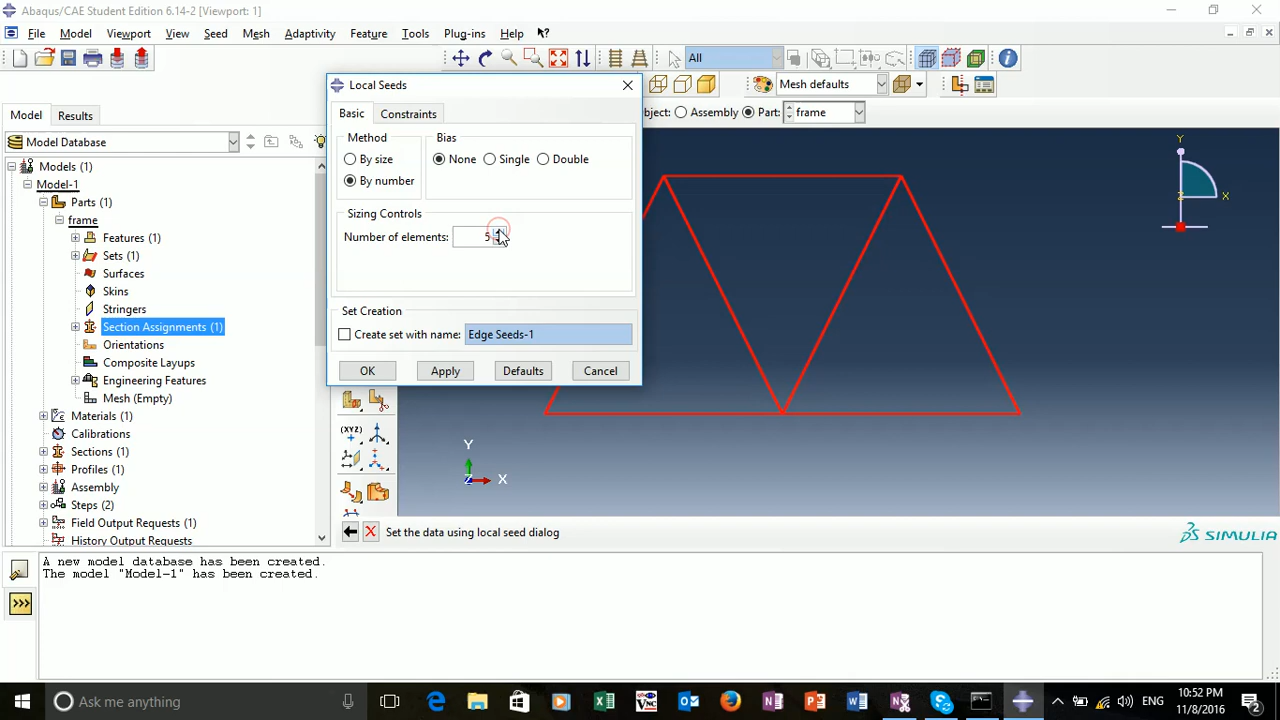 Abaqus/CAE Student Edition 6.14-2 [Viewport: 1]
File Model Viewport View Seed Mesh Adaptivity Feature Tools Plug-ins Help
All
Mesh defaults
Model Results
Model Database
Models (1)
Model-1
Parts (1)
frame
Features (1)
Sets (1)
Surfaces
Skins
Stringers
Section Assignments (1)
Orientations
Composite Layups
Engineering Features
Mesh (Empty)
Materials (1)
Calibrations
Sections (1)
Profiles (1)
Assembly
Steps (2)
Field Output Requests (1)
History Output Requests
Local Seeds
Basic Constraints
Method
By size
By number
Bias
None Single Double
Sizing Controls
Number of elements: 5
Set Creation
Create set with name: Edge Seeds-1
OK Apply Defaults Cancel
bject: Assembly Part: frame
(XYZ)
Y
Z X
Y
Z X
Set the data using local seed dialog
SIMULIA
A new model database has been created.
The model "Model-1" has been created.
>>>
Ask me anything
ENG
10:52 PM
11/8/2016
2